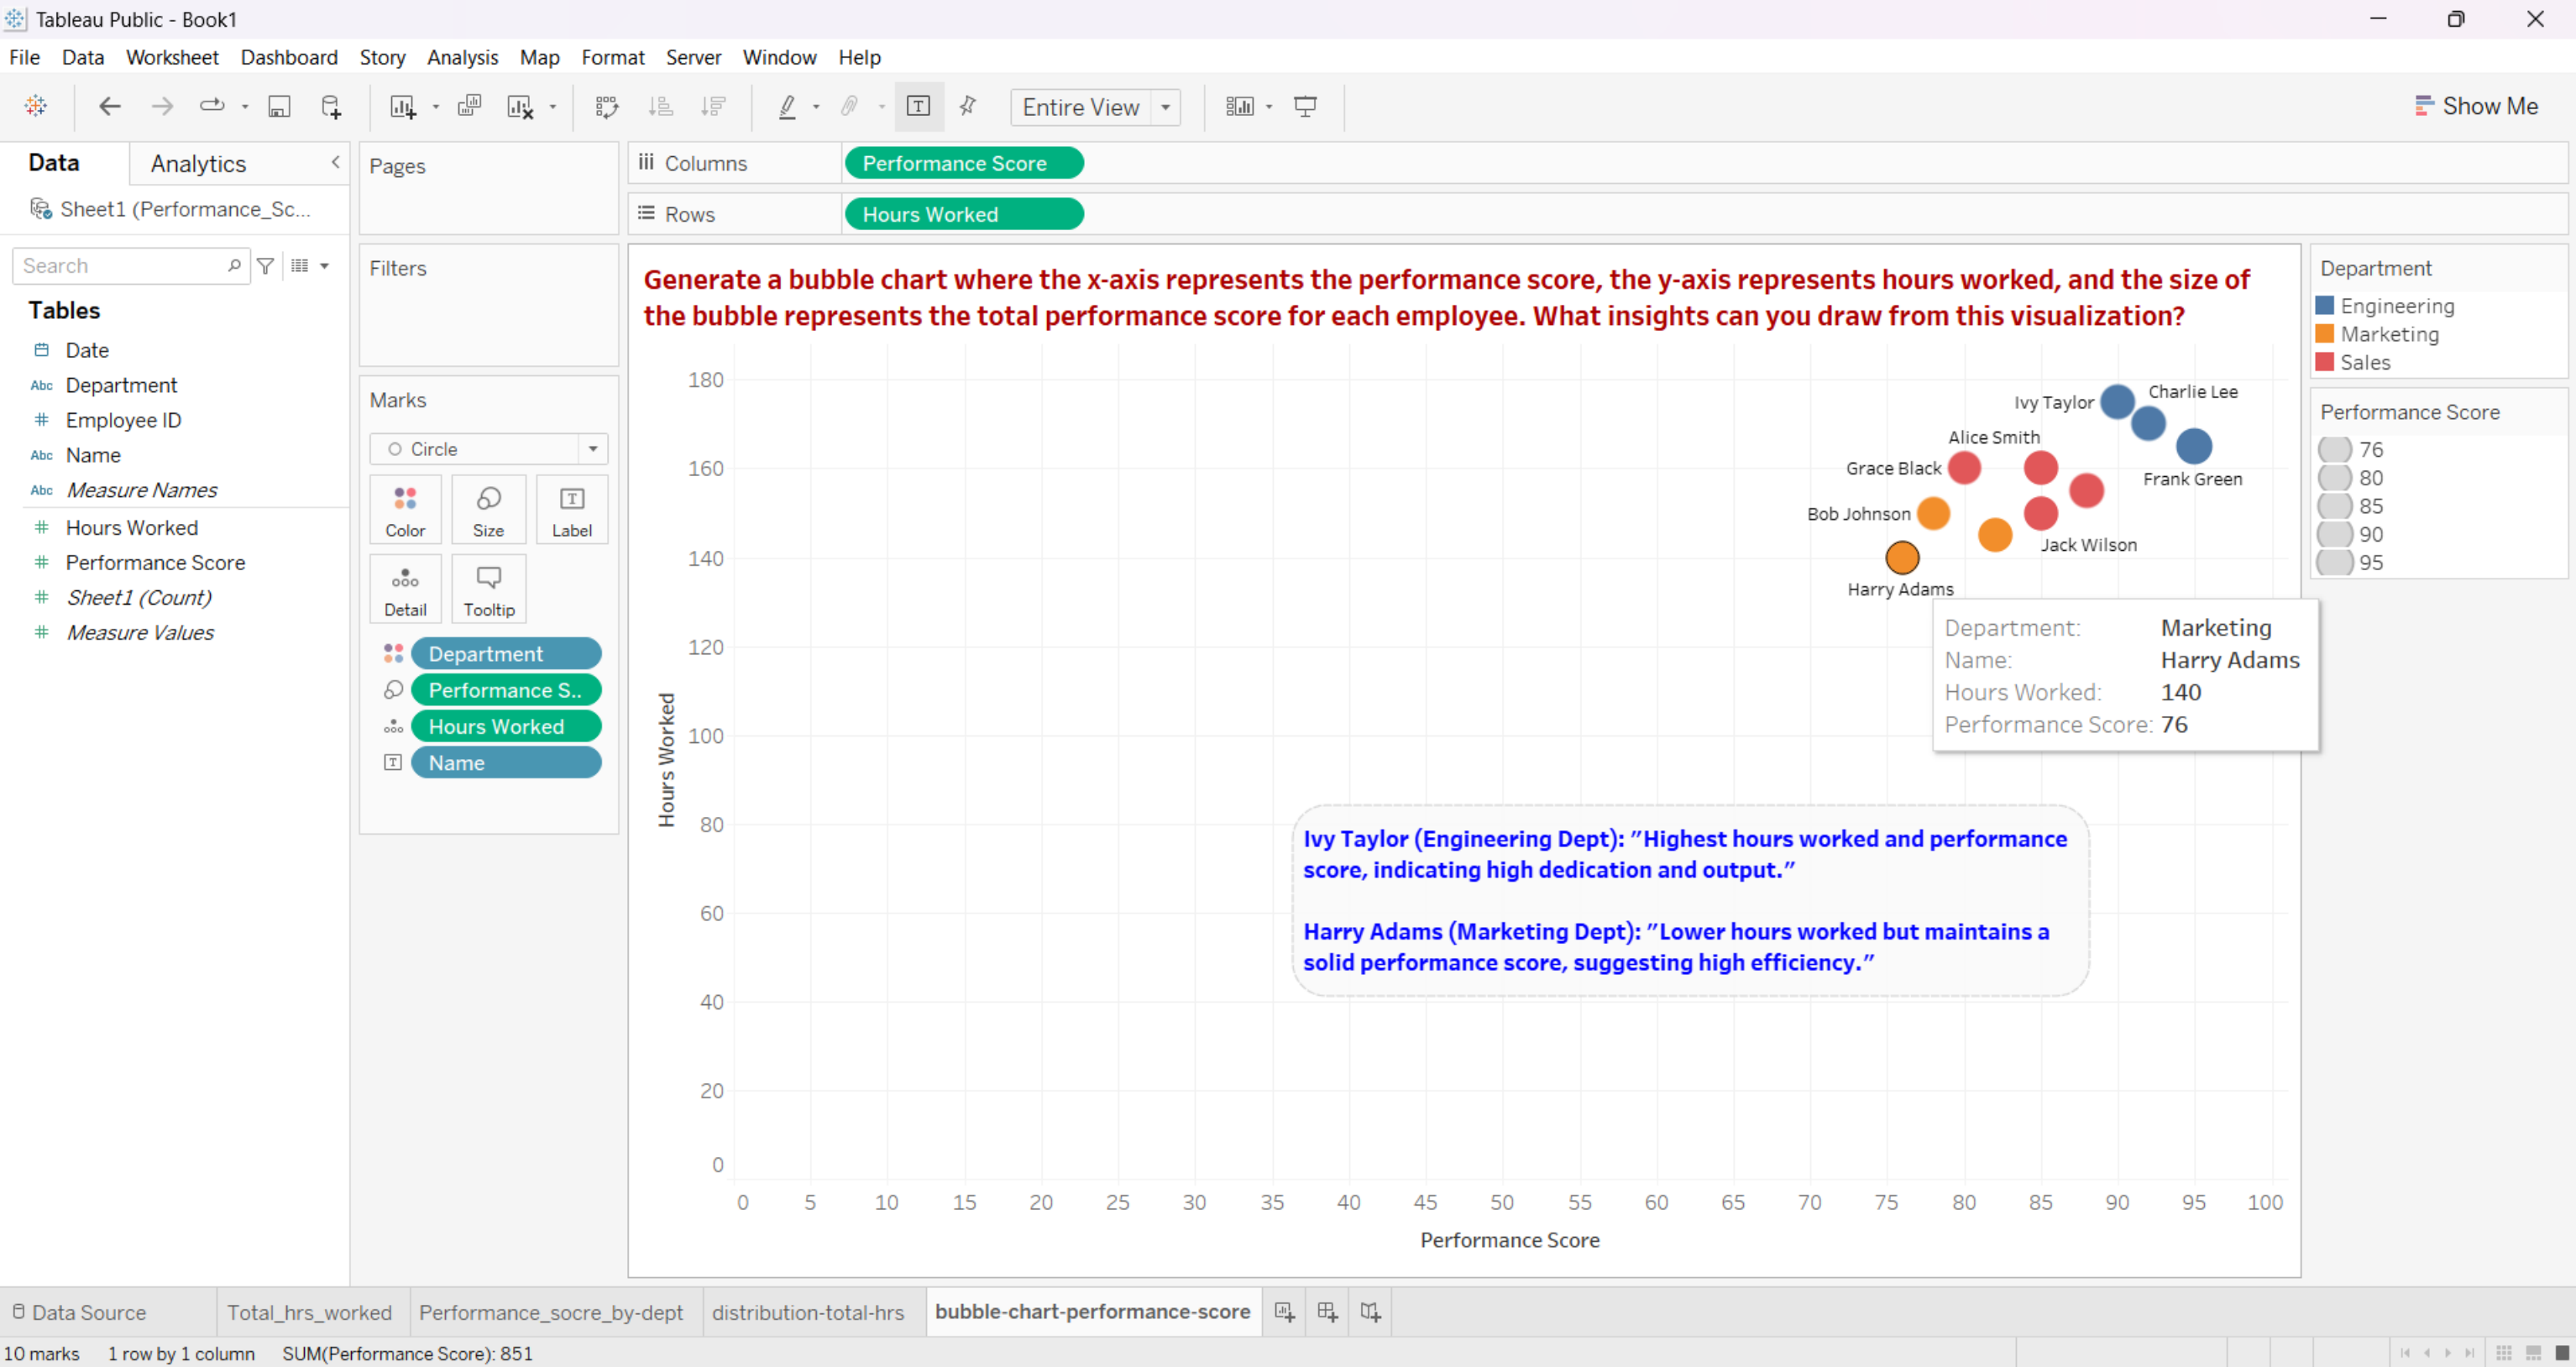 Tableau Public - Book1
File Data Worksheet Dashboard Story Analysis Map Format Server Window Help
Entire View
Show Me
Data
Analytics
Sheet1 (Performance_Sc...
Search
Tables
Date
Abc Department
Employee ID
Abc Name
Abc Measure Names
Hours Worked
Performance Score
Sheet1 (Count)
Measure Values
Pages
Filters
Marks
Circle
Color
Size
T Label
Detail
Tooltip
Department
Performance S..
Hours Worked
T Name
Columns
Performance Score
Rows
Hours Worked
Generate a bubble chart where the x-axis represents the performance score, the y-axis represents hours worked, and the size of
the bubble represents the total performance score for each employee. What insights can you draw from this visualization?
Hours Worked
180
160
140
120
100
80
60
40
20
0
Charlie Lee
Ivy Taylor
Alice Smith
Grace Black
Frank Green
Bob Johnson
Jack Wilson
Harry Adams
Department: Marketing
Name: Harry Adams
Hours Worked: 140
Performance Score: 76
Ivy Taylor (Engineering Dept): "Highest hours worked and performance
score, indicating high dedication and output."
Harry Adams (Marketing Dept): "Lower hours worked but maintains a
solid performance score, suggesting high efficiency."
0 5 10 15 20 25 30 35 40 45 50 55 60 65 70 75 80 85 90 95 100
Performance Score
Department
Engineering
Marketing
Sales
Performance Score
76
80
85
90
95
Data Source
Total_hrs_worked
Performance_socre_by-dept
distribution-total-hrs
bubble-chart-performance-score
10 marks 1 row by 1 column SUM(Performance Score): 851